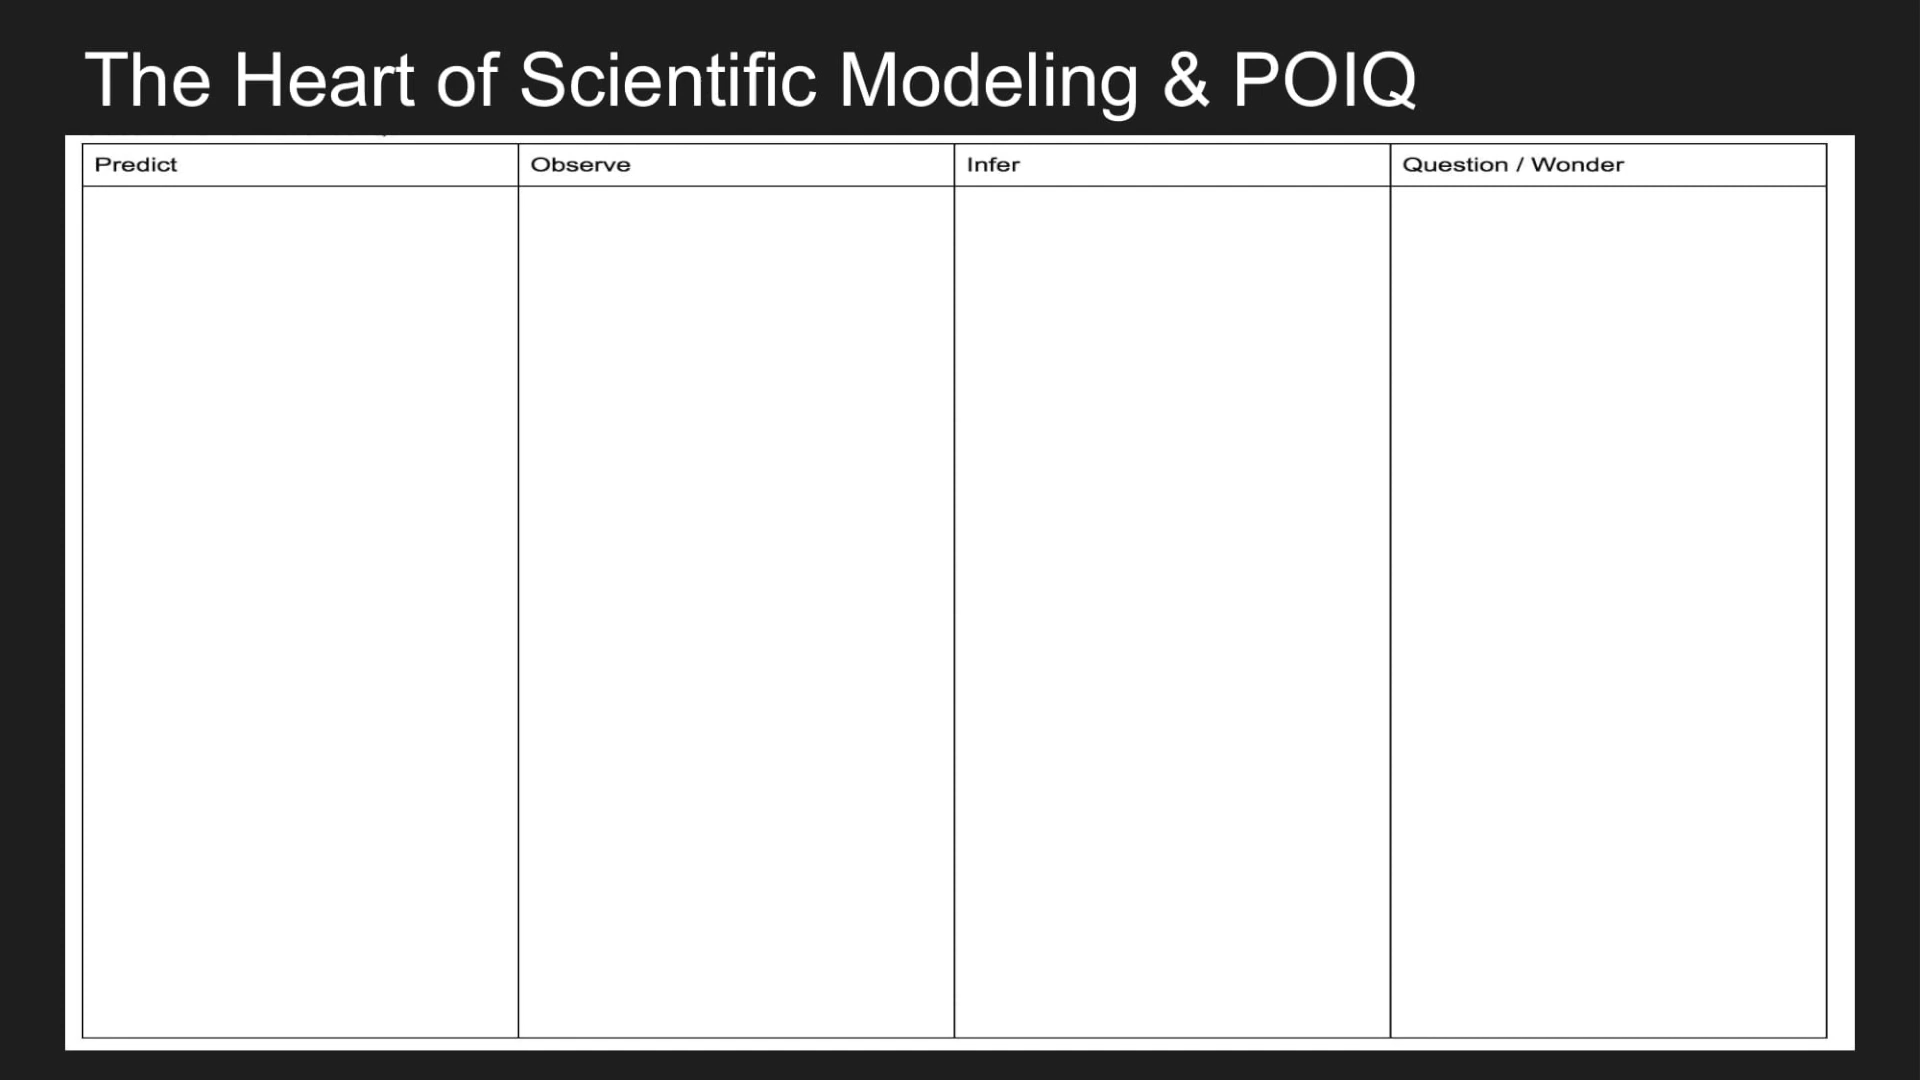 The Heart of Scientific Modeling & POIQ
Predict
Observe
Infer
Question / Wonder